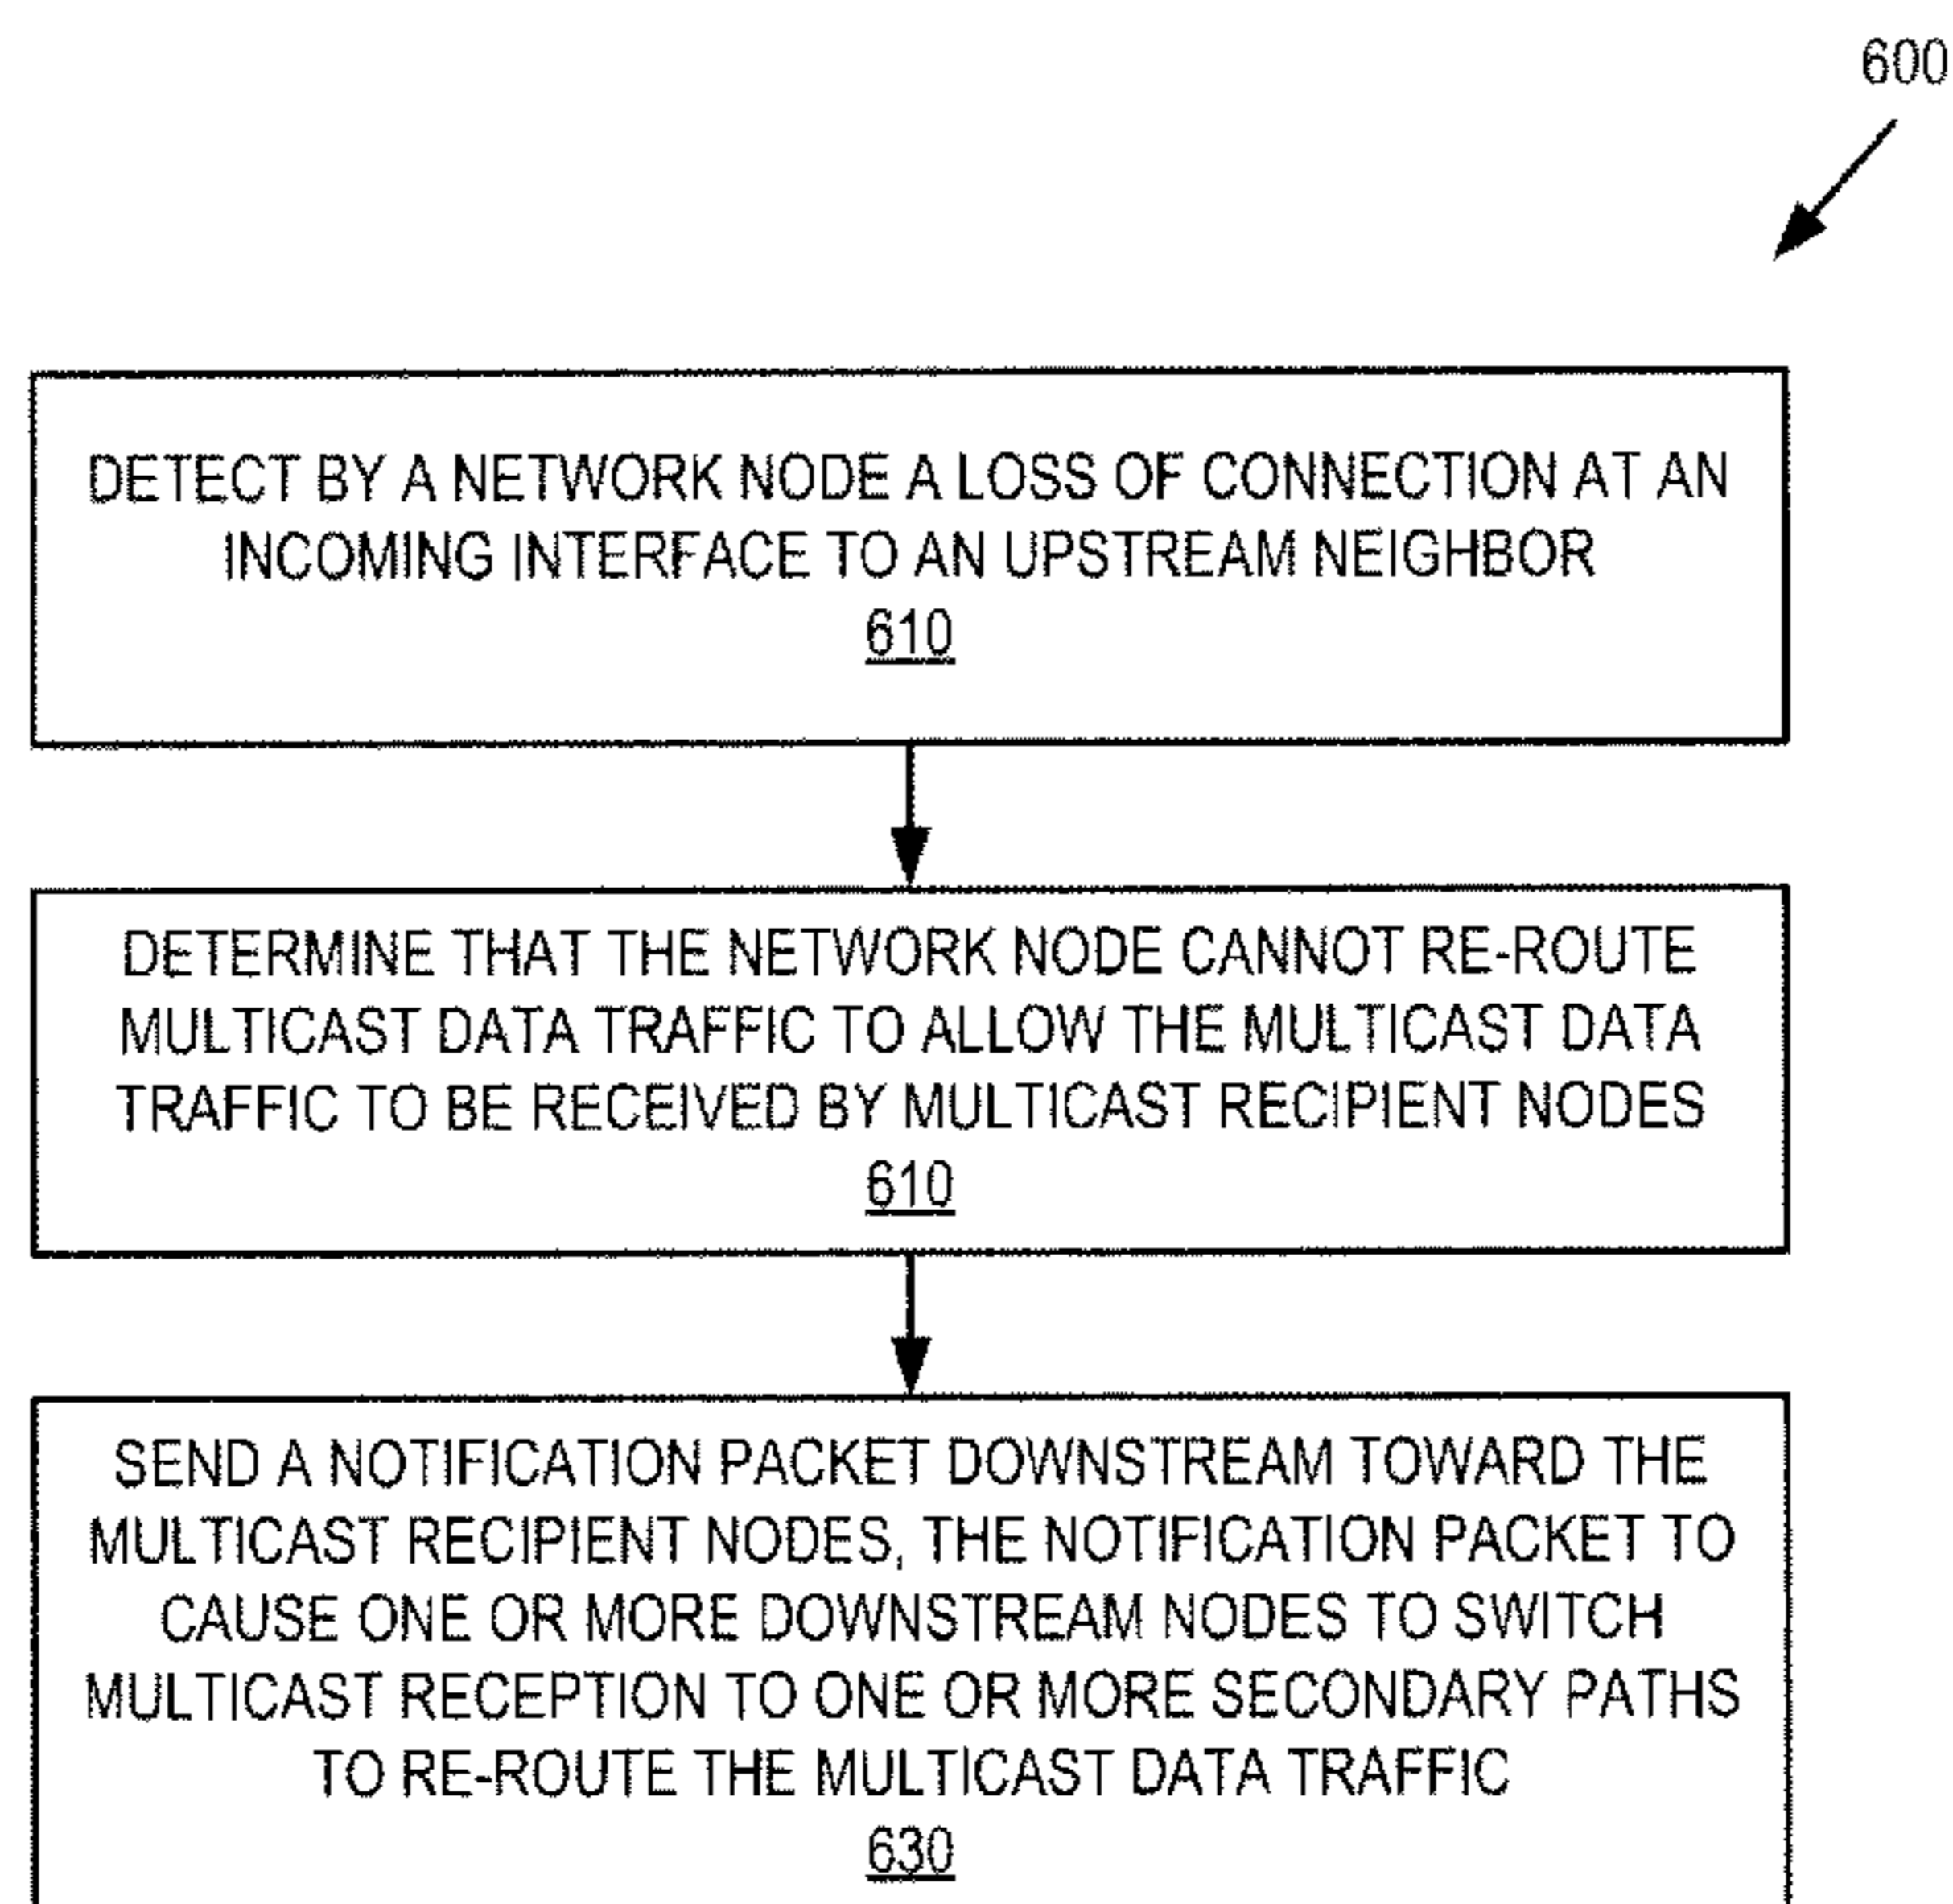 600
DETECT BY A NETWORK NODE A LOSS OF CONNECTION AT AN
INCOMING INTERFACE TO AN UPSTREAM NEIGHBOR
610
DETERMINE THAT THE NETWORK NODE CANNOT RE-ROUTE
MULTICAST DATA TRAFFIC TO ALLOW THE MULTICAST DATA
TRAFFIC TO BE RECEIVED BY MULTICAST RECIPIENT NODES
610
SEND A NOTIFICATION PACKET DOWNSTREAM TOWARD THE
MULTICAST RECIPIENT NODES, THE NOTIFICATION PACKET TO
CAUSE ONE OR MORE DOWNSTREAM NODES TO SWITCH
MULTICAST RECEPTION TO ONE OR MORE SECONDARY PATHS
TO RE-ROUTE THE MULTICAST DATA TRAFFIC
630